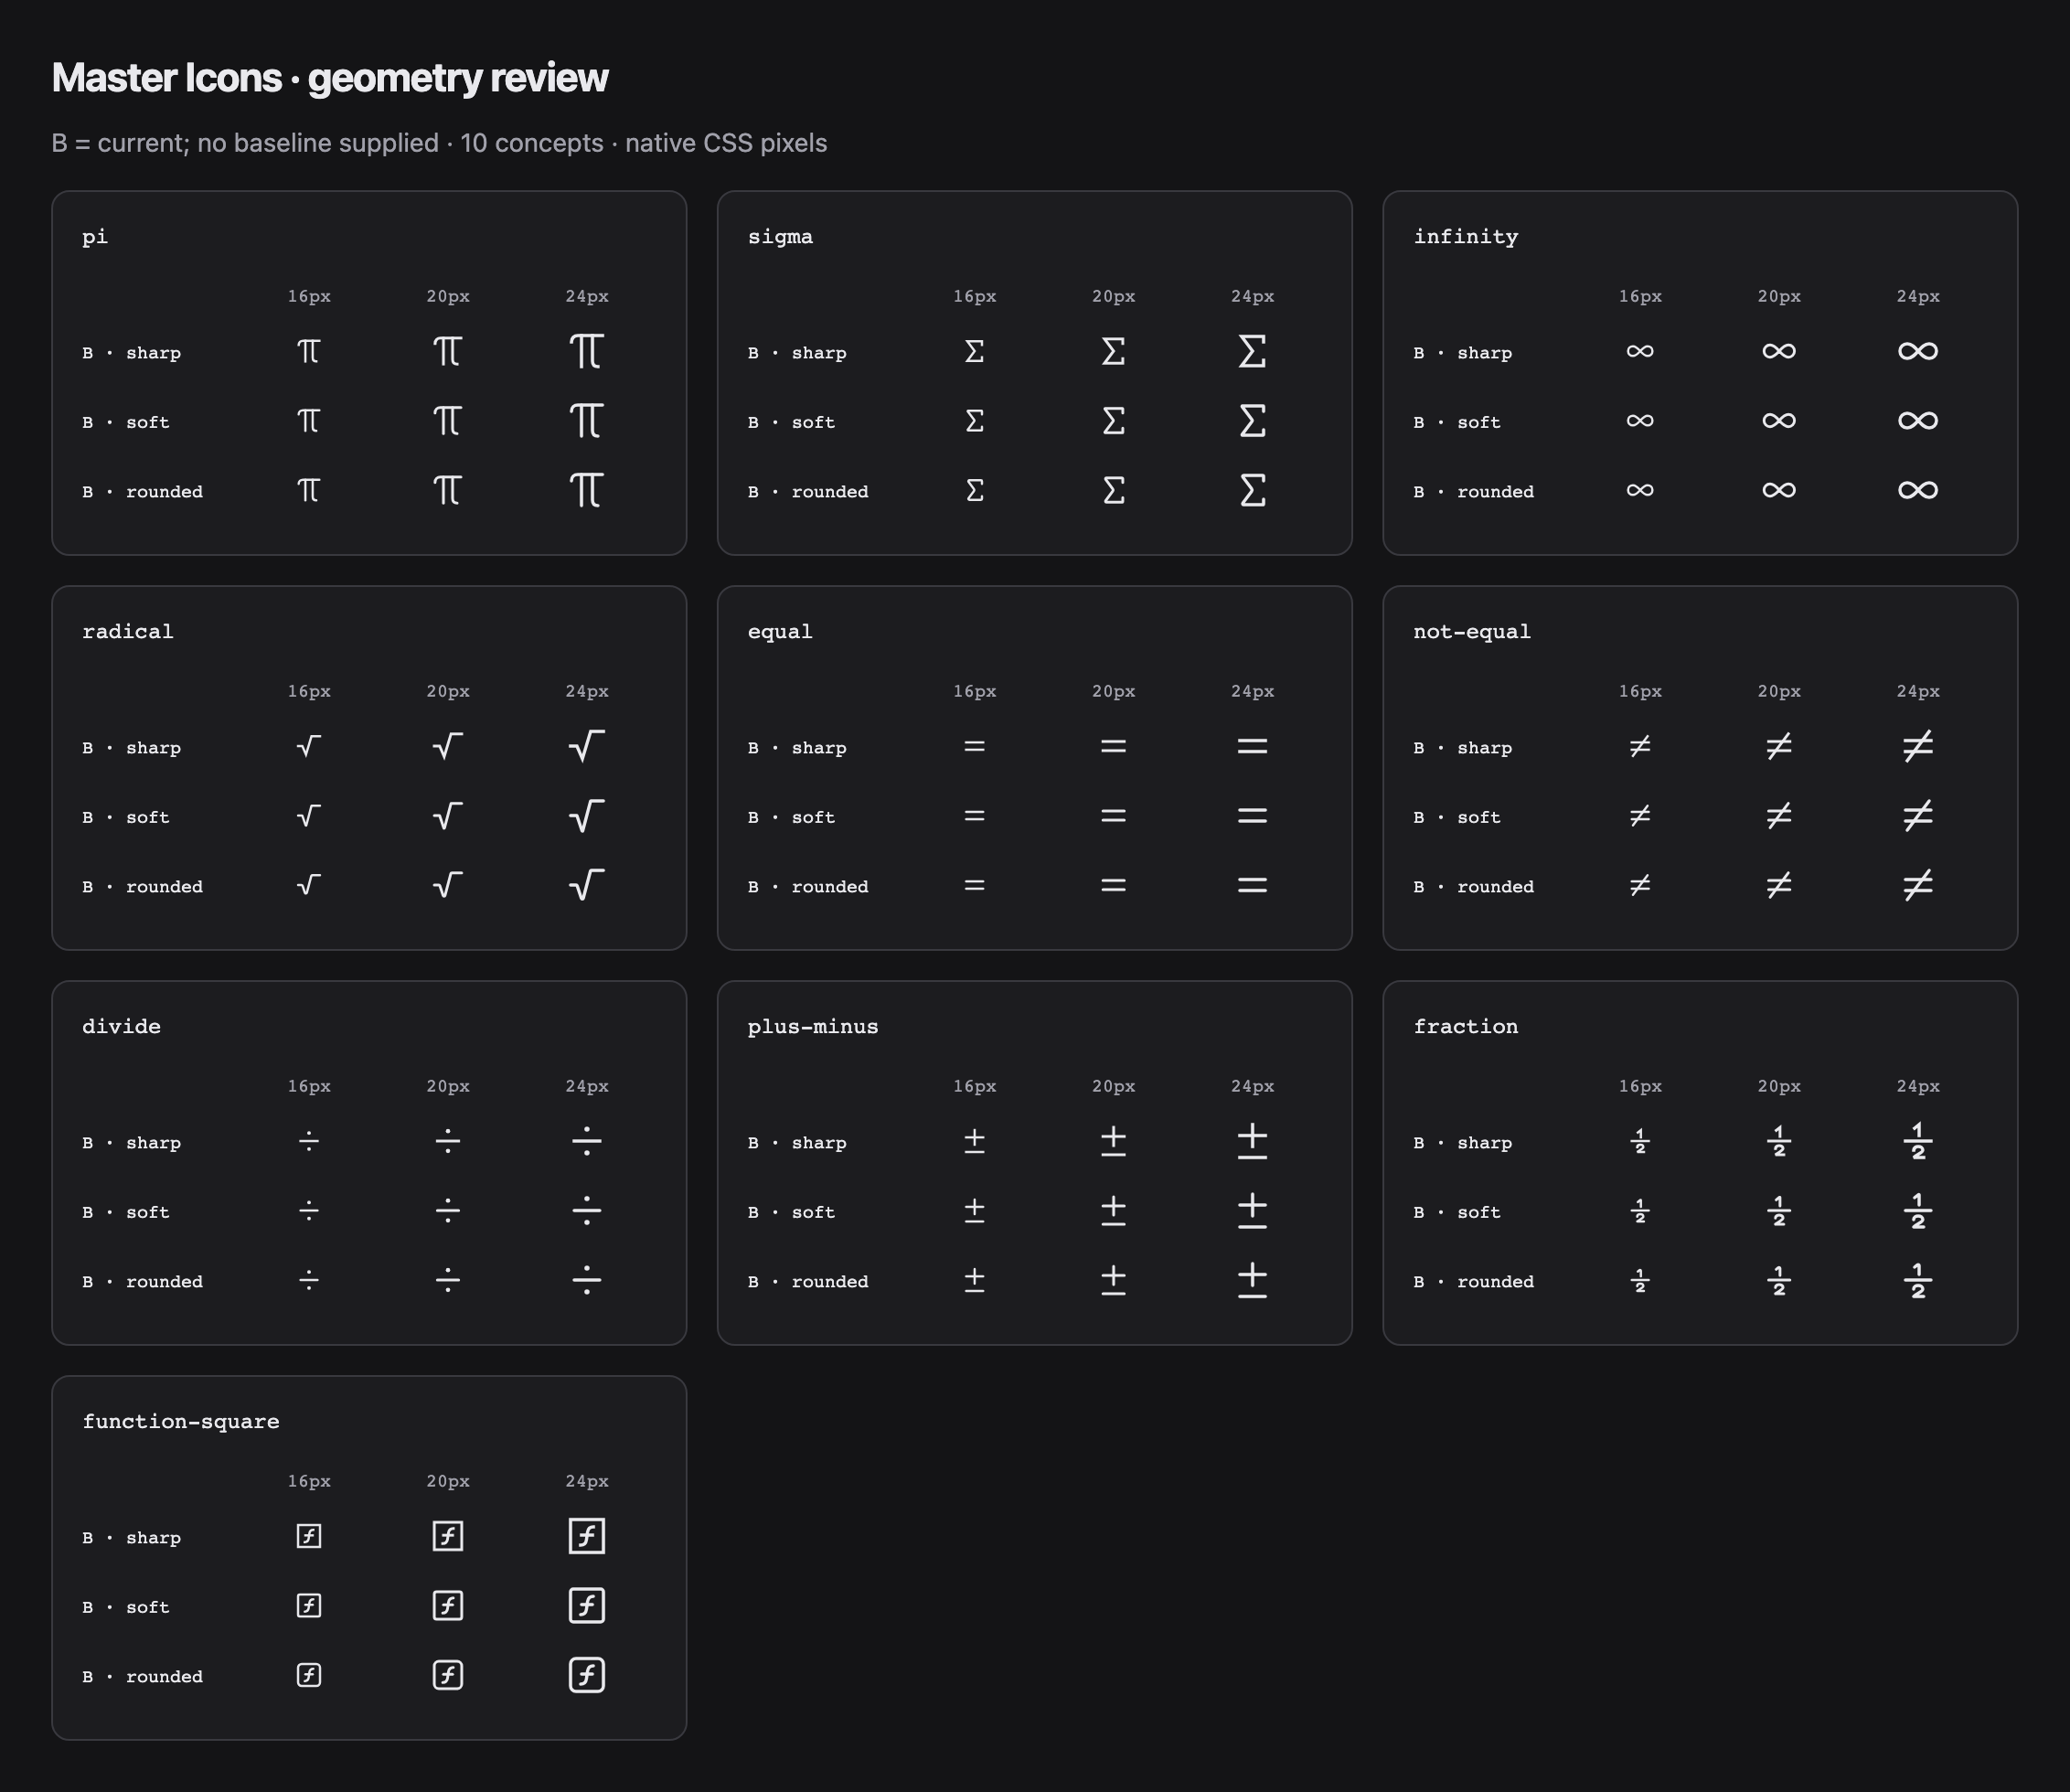 Master Icons · geometry review
B = current; no baseline supplied · 10 concepts · native CSS pixels
pi
16px 20px 24px
B · sharp
B · soft
B · rounded
sigma
16px 20px 24px
B · sharp
B · soft
B · rounded
infinity
16px 20px 24px
B · sharp
B · soft
B · rounded
radical
16px 20px 24px
B · sharp
B · soft
B · rounded
equal
16px 20px 24px
B · sharp
B · soft
B · rounded
not-equal
16px 20px 24px
B · sharp
B · soft
B · rounded
divide
16px 20px 24px
B · sharp
B · soft
B · rounded
plus-minus
16px 20px 24px
B · sharp
B · soft
B · rounded
fraction
16px 20px 24px
B · sharp
B · soft
B · rounded
function-square
16px 20px 24px
B · sharp
B · soft
B · rounded